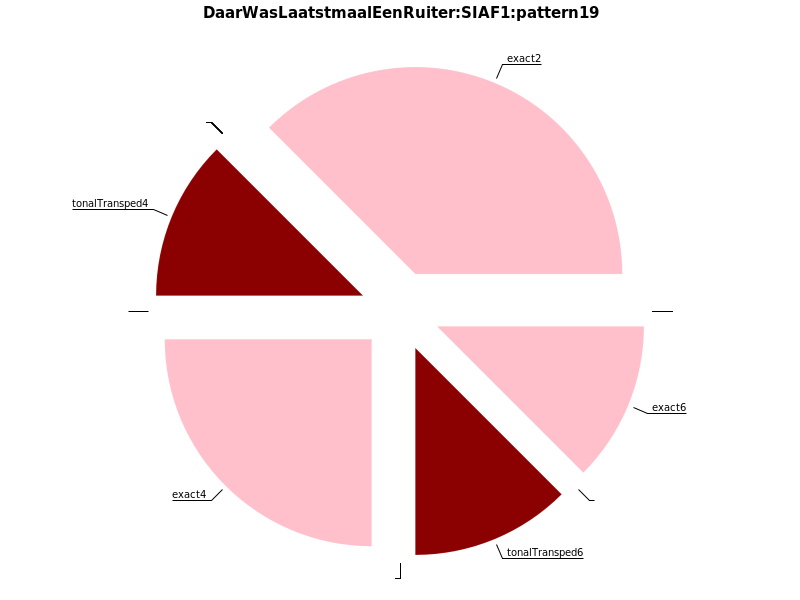 DaarWasLaatstmaalEenRuiter:SIAF1:pattern19
exact2
tonalTransped4
exact6
exact4
tonalTransped6